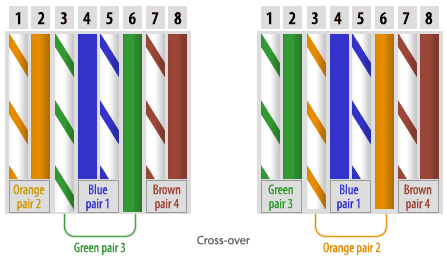 1 2 3 4 5 6 7 8
1 2 3 4 5 6 7 8
Orange
pair 2
Blue
pair 1
Brown
pair 4
Green pair 3
Cross-over
Green
pair 3
Blue
pair 1
Brown
pair 4
Orange pair 2